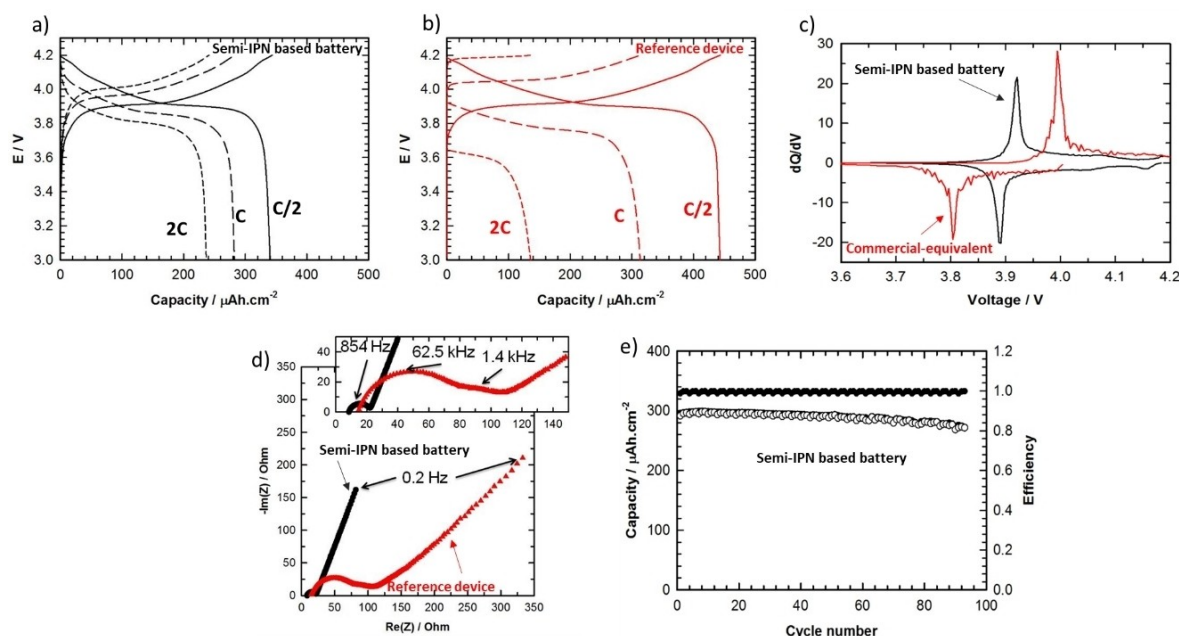 a)
Semi-IPN based battery
4.2
4.0
3.8
3.6
3.4
3.2
3.0
E / V
2C
C
C/2
0 100 200 300 400 500
Capacity / µAh.cm⁻²
b)
Reference device
4.2
4.0
3.8
3.6
3.4
3.2
3.0
E / V
2C
C
C/2
0 100 200 300 400 500
Capacity / µAh.cm⁻²
c)
30
20
10
0
-10
-20
dQ/dV
Semi-IPN based battery
Commercial-equivalent
3.6 3.7 3.8 3.9 4.0 4.1 4.2
Voltage / V
d)
40
20
0
854 Hz
62.5 kHz
1.4 kHz
0 20 40 60 80 100 120 140
-350
-300
-250
-200
150
100
50
0
-Im(Z) / Ohm
Semi-IPN based battery
0.2 Hz
Reference device
0 50 100 150 200 250 300 350
Re(Z) / Ohm
e)
400
300
200
100
0
Capacity / µAh.cm⁻²
Semi-IPN based battery
1.2
1.0
0.8
0.6
0.4
0.2
0.0
Efficiency
0 20 40 60 80 100
Cycle number